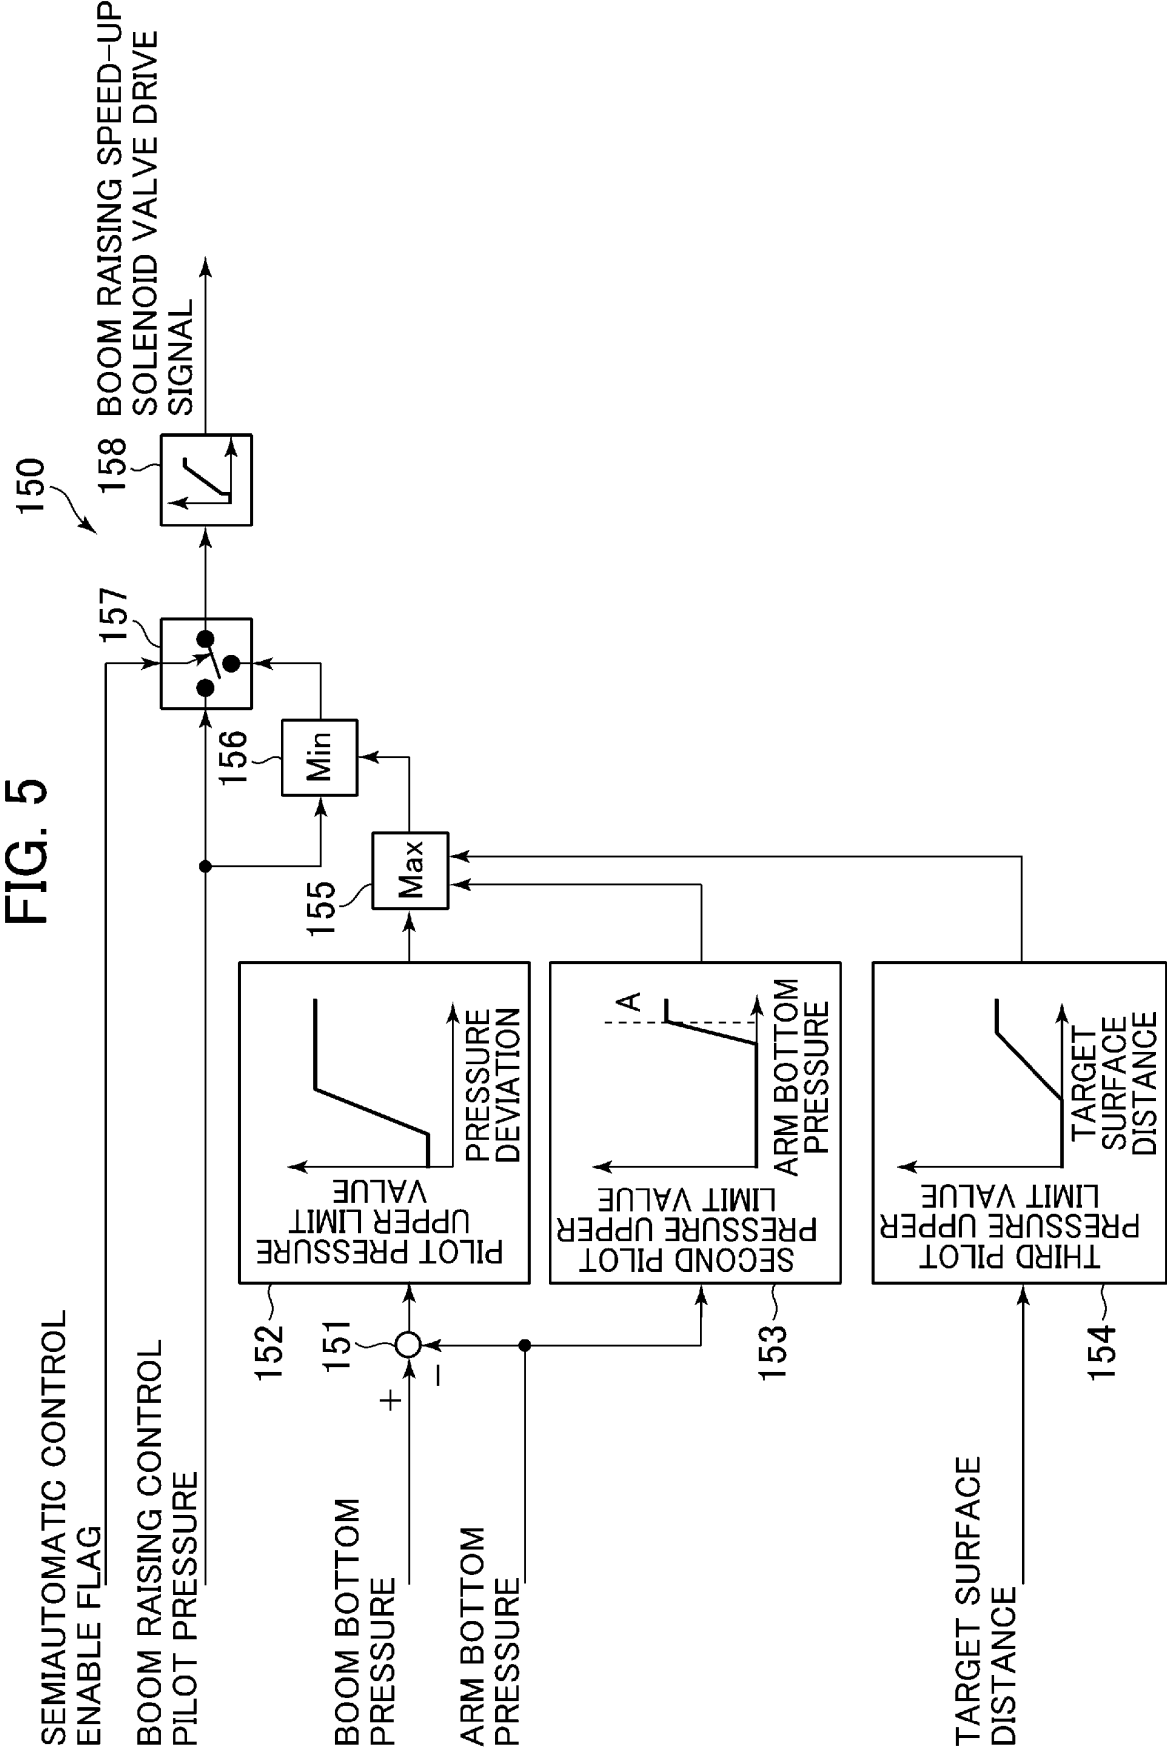 FIG. 5
150
SEMIAUTOMATIC CONTROL
ENABLE FLAG
BOOM RAISING CONTROL
PILOT PRESSURE
BOOM BOTTOM
PRESSURE
ARM BOTTOM
PRESSURE
TARGET SURFACE
DISTANCE
+
−
151
152
PILOT PRESSURE
UPPER LIMIT
VALUE
PRESSURE
DEVIATION
153
SECOND PILOT
PRESSURE UPPER
LIMIT VALUE
A
ARM BOTTOM
PRESSURE
154
THIRD PILOT
PRESSURE UPPER
LIMIT VALUE
TARGET
SURFACE
DISTANCE
155
Max
156
Min
157
158
BOOM RAISING SPEED-UP
SOLENOID VALVE DRIVE
SIGNAL